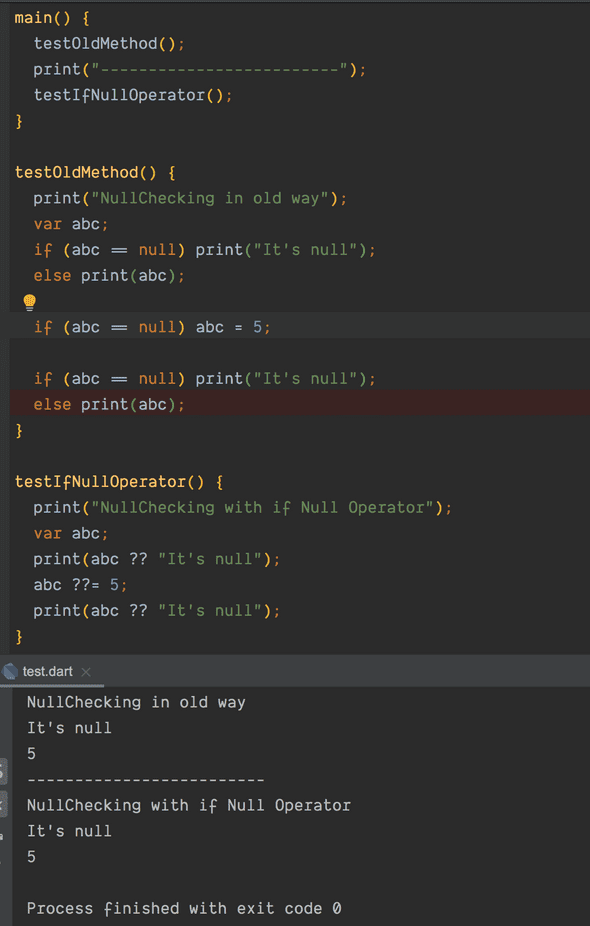 main() {
  testOldMethod();
  print("-------------------------");
  testIfNullOperator();
}
testOldMethod() {
  print("NullChecking in old way");
  var abc;
  if (abc == null) print("It's null");
  else print(abc);
  if (abc == null) abc = 5;
  if (abc == null) print("It's null");
  else print(abc);
}
testIfNullOperator() {
  print("NullChecking with if Null Operator");
  var abc;
  print(abc ?? "It's null");
  abc ??= 5;
  print(abc ?? "It's null");
}
test.dart
NullChecking in old way
It's null
5
-------------------------
NullChecking with if Null Operator
It's null
5
Process finished with exit code 0